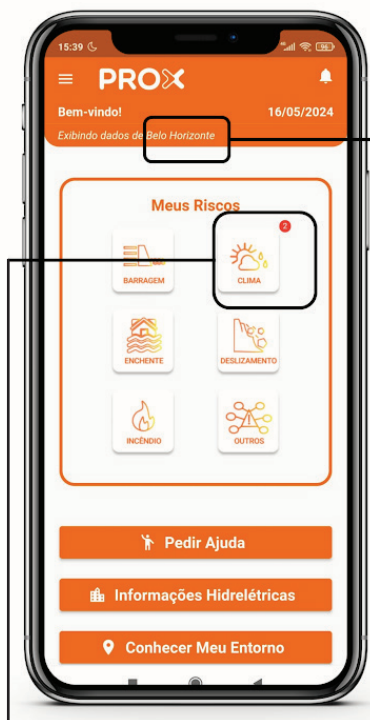 15:39 96
PROX
Bem-vindo! 16/05/2024
Exibindo dados de Belo Horizonte
Meus Riscos
2
BARRAGEM CLIMA
ENCHENTE DESLIZAMENTO
INCÊNDIO OUTROS
Pedir Ajuda
Informações Hidrelétricas
Conhecer Meu Entorno